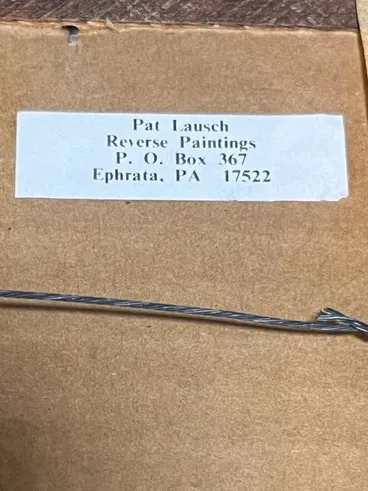 Pat Lausch
Reverse Paintings
P. O. Box 367
Ephrata, PA 17522